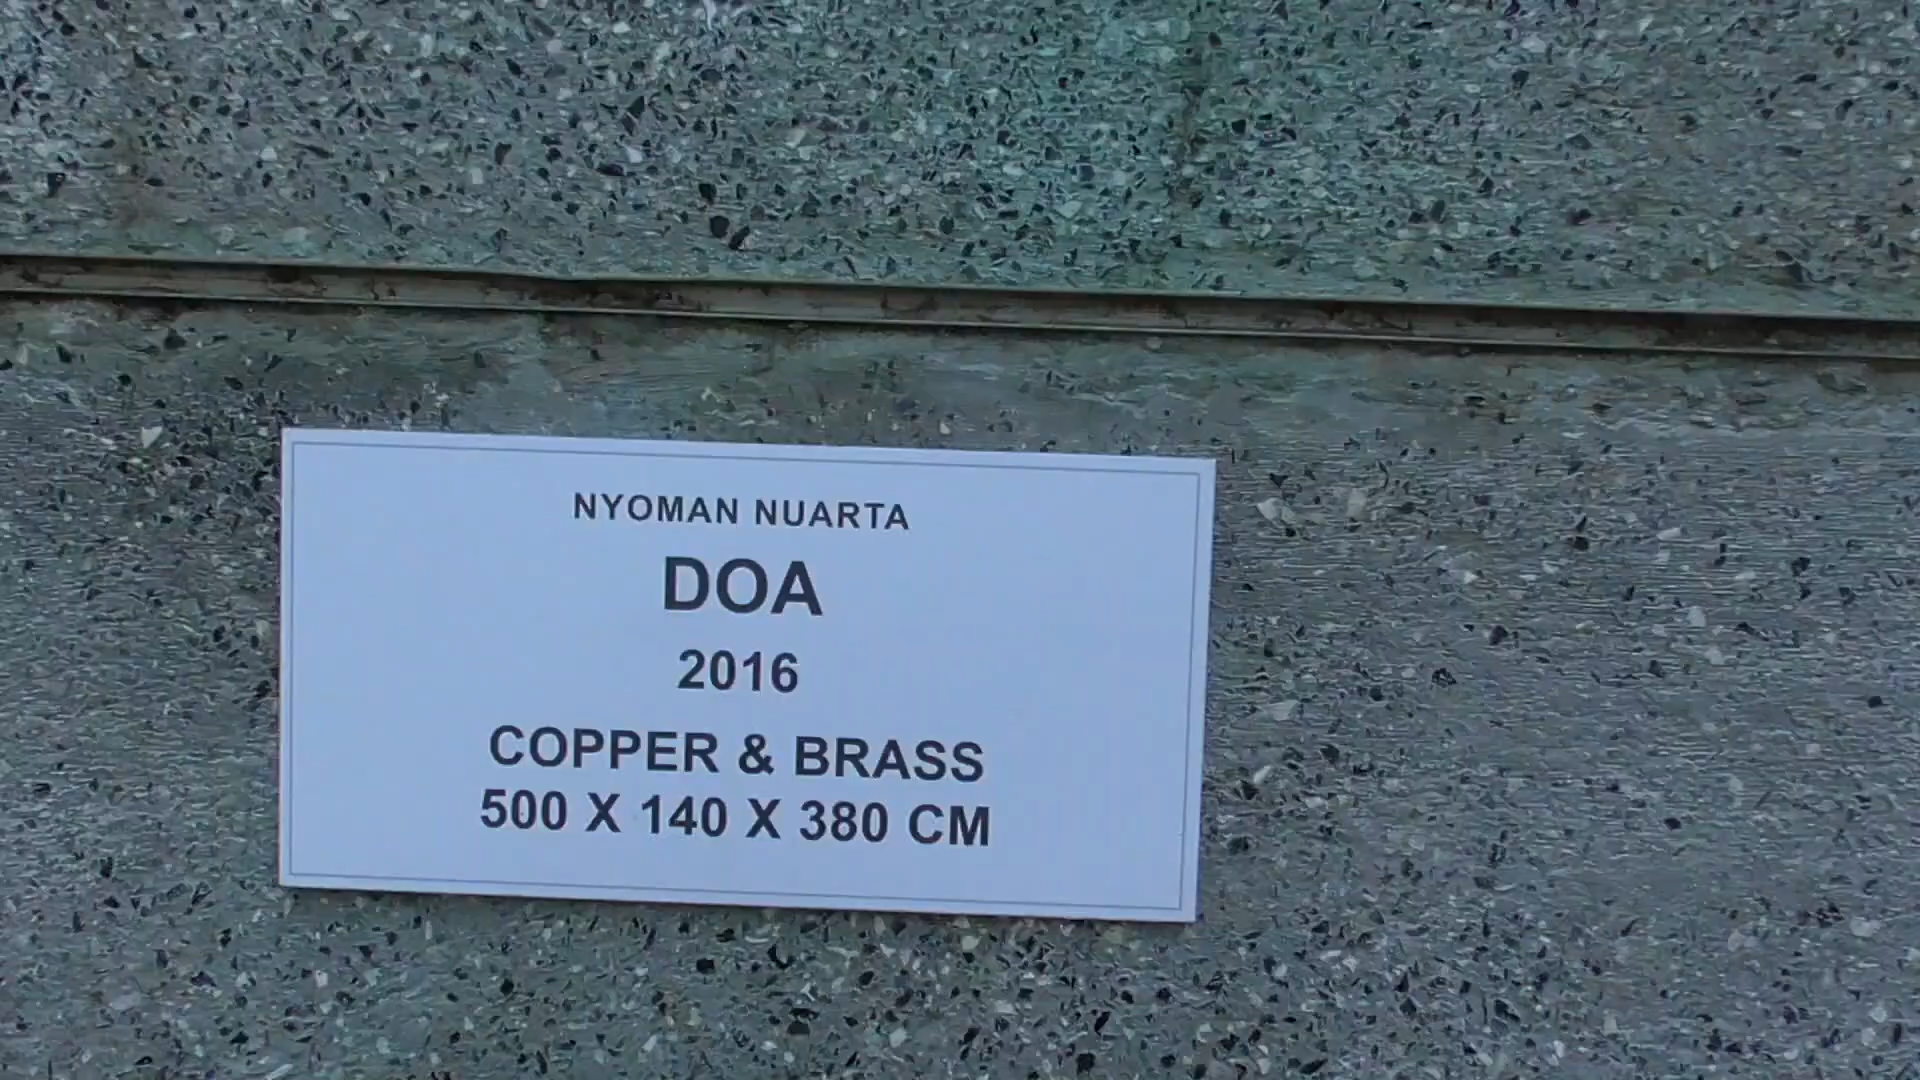 NYOMAN NUARTA
DOA
2016
COPPER & BRASS
500 X 140 X 380 CM